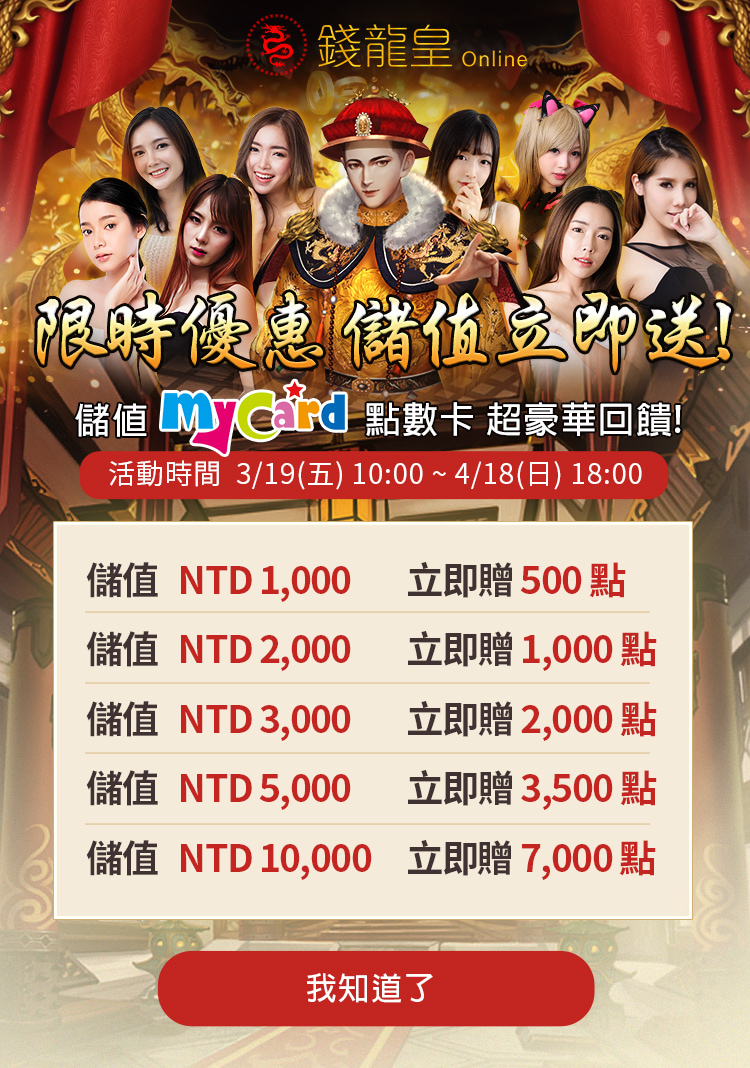 錢龍皇 Online
限時優惠 儲值立即送!
儲值 MyCard 點數卡 超豪華回饋!
活動時間 3/19(五) 10:00 ~ 4/18(日) 18:00
儲值 NTD 1,000 立即贈 500 點
儲值 NTD 2,000 立即贈 1,000 點
儲值 NTD 3,000 立即贈 2,000 點
儲值 NTD 5,000 立即贈 3,500 點
儲值 NTD 10,000 立即贈 7,000 點
我知道了